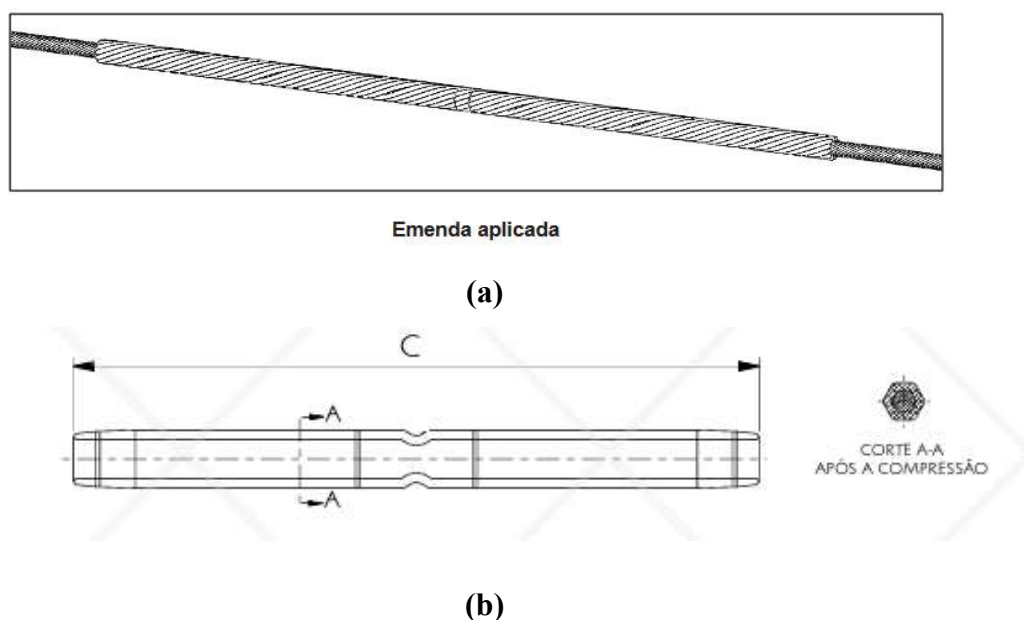 Emenda aplicada
(a)
C
A
A
CORTE A-A
APÓS A COMPRESSÃO
(b)